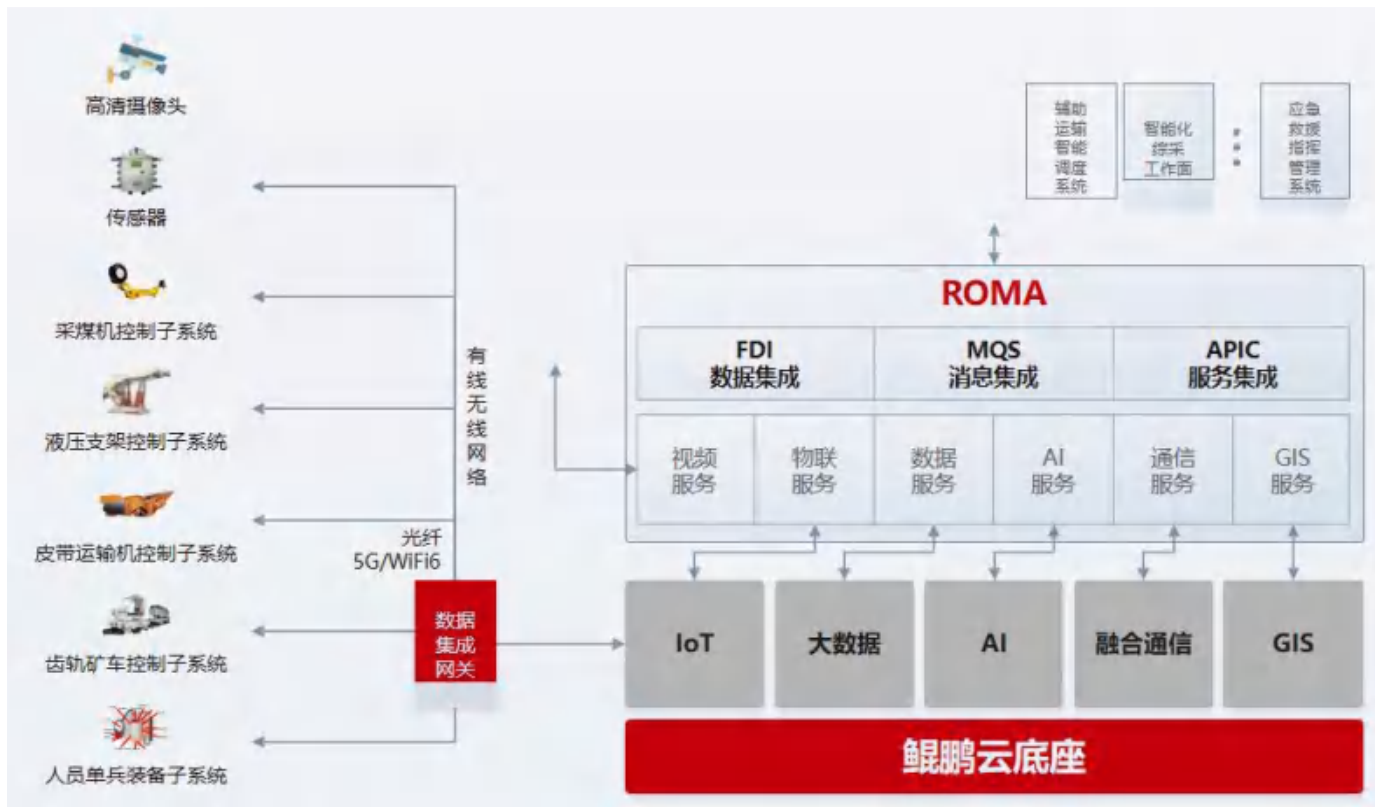 高清摄像头
传感器
采煤机控制子系统
液压支架控制子系统
皮带运输机控制子系统
齿轨矿车控制子系统
人员单兵装备子系统
有
线
无
线
网
络
光纤
5G/WiFi6
数据
集成
网关
辅助
运输
智能
调度
系统
智能化
综采
工作面
应急
救援
指挥
管理
系统
ROMA
FDI
数据集成
MQS
消息集成
APIC
服务集成
视频
服务
物联
服务
数据
服务
AI
服务
通信
服务
GIS
服务
IoT
大数据
AI
融合通信
GIS
鲲鹏云底座